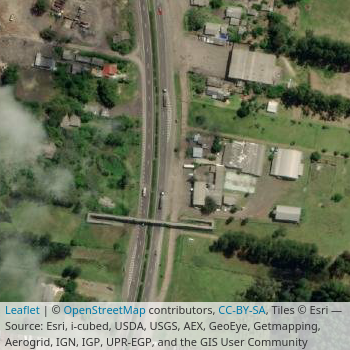 Leaflet | © OpenStreetMap contributors, CC-BY-SA, Tiles © Esri —
Source: Esri, i-cubed, USDA, USGS, AEX, GeoEye, Getmapping,
Aerogrid, IGN, IGP, UPR-EGP, and the GIS User Community